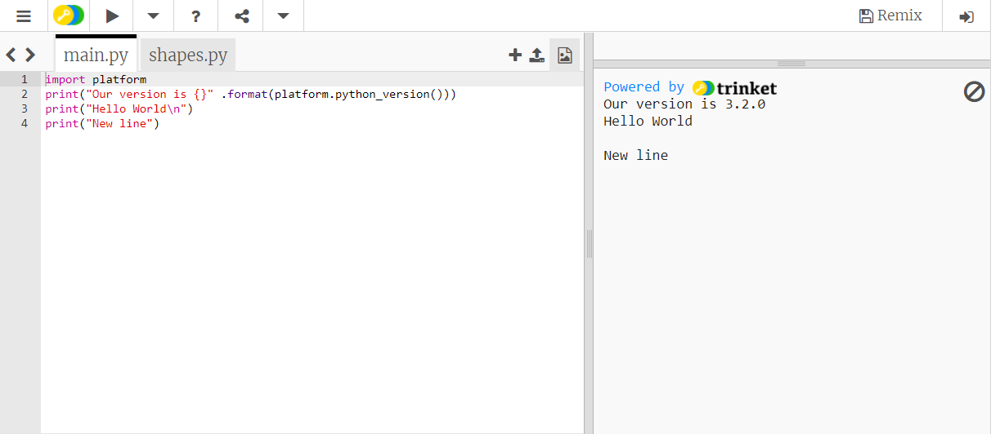 ? Remix
main.py shapes.py
1 import platform
2 print("Our version is {}" .format(platform.python_version()))
3 print("Hello World\n")
4 print("New line")
Powered by trinket
Our version is 3.2.0
Hello World
New line